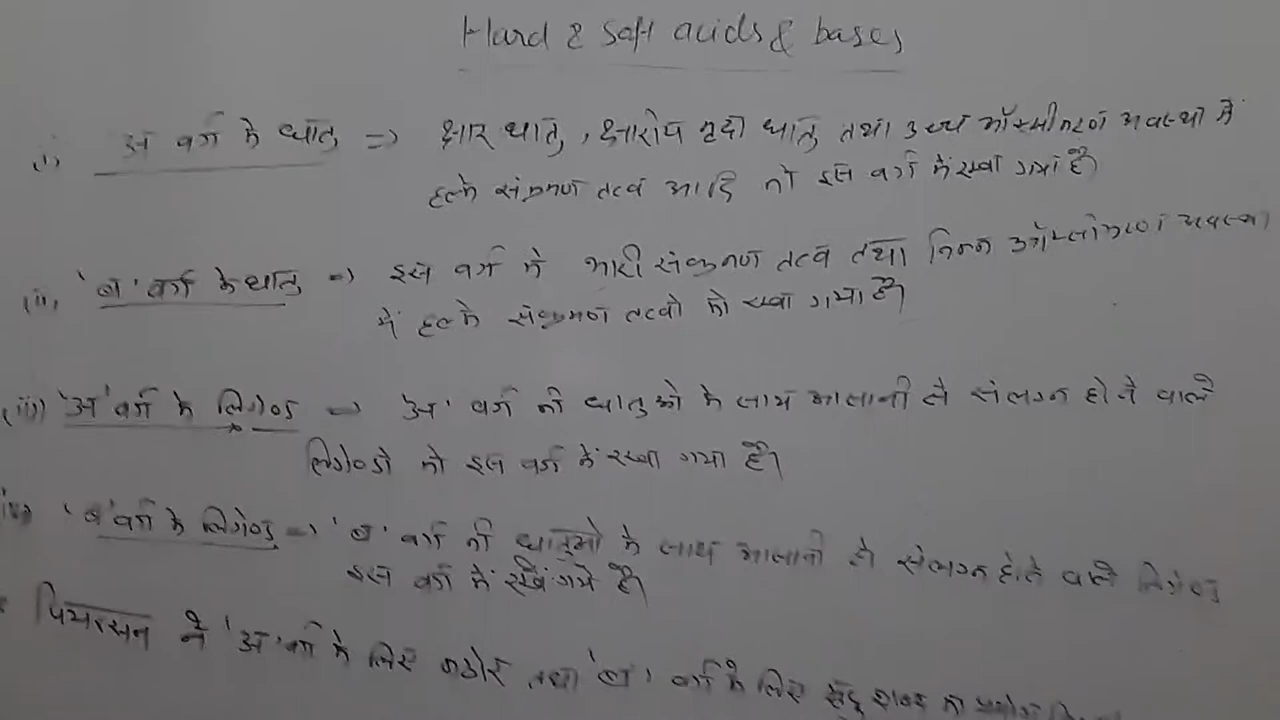 Hard & Soft acids & bases
(i) अ वर्ग के धातु => क्षार धातु, क्षारीय मृदा धातु तथा उच्च ऑक्सीकरण अवस्था में
हल्के संक्रमण तत्व आदि को इस वर्ग में रखा गया है।
(ii) 'ब' वर्ग के धातु => इस वर्ग में भारी संक्रमण तत्व तथा निम्न ऑक्सीकरण अवस्था
में हल्के संक्रमण तत्वों को रखा गया है।
(iii) 'अ' वर्ग के लिगेण्ड => 'अ' वर्ग की धातुओं के साथ आसानी से संलग्न होने वाले
लिगेण्डों को इस वर्ग में रखा गया है।
(iv) 'ब' वर्ग के लिगेण्ड => 'ब' वर्ग की धातुओं के साथ आसानी से संलग्न होने वाले लिगेण्ड
इस वर्ग में रखे गये है।
पियरसन ने 'अ' वर्ग के लिए कठोर तथा 'ब' वर्ग के लिए मृदु शब्द का प्रयोग